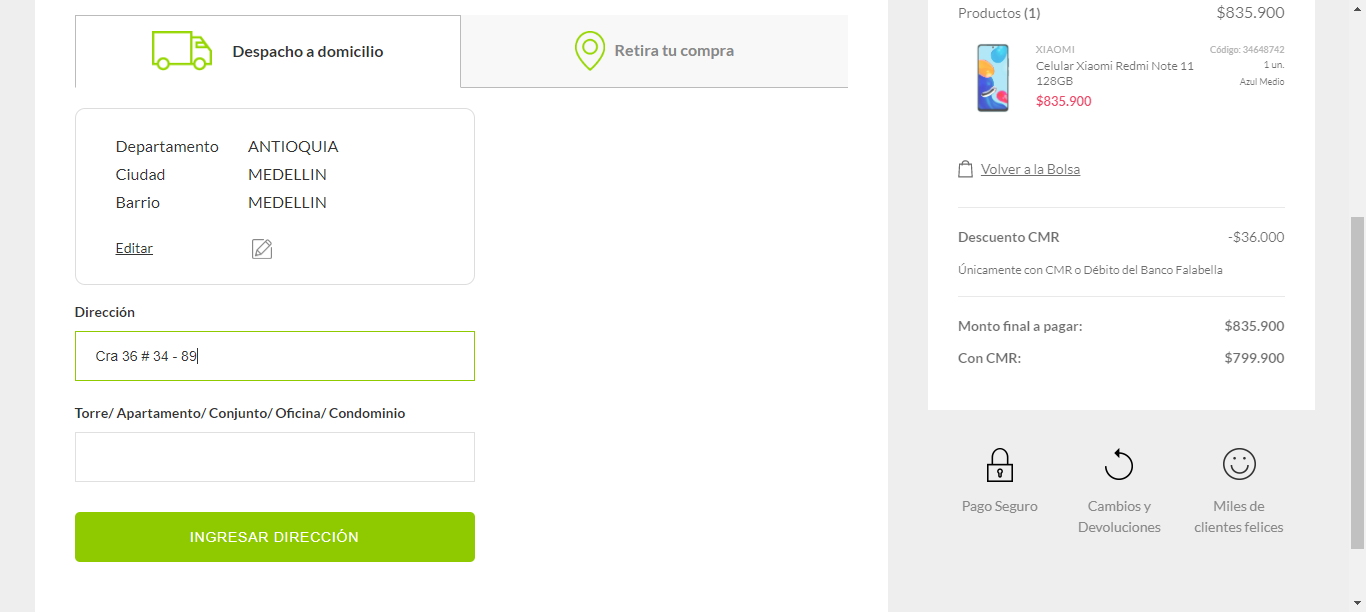 Despacho a domicilio
Retira tu compra
Departamento ANTIOQUIA
Ciudad MEDELLIN
Barrio MEDELLIN
Editar
Dirección
Cra 36 # 34 - 89
Torre/ Apartamento/ Conjunto/ Oficina/ Condominio
INGRESAR DIRECCIÓN
Productos (1) $835.900
XIAOMI Código: 34648742
Celular Xiaomi Redmi Note 11 1 un.
128GB Azul Medio
$835.900
Volver a la Bolsa
Descuento CMR -$36.000
Únicamente con CMR o Débito del Banco Falabella
Monto final a pagar: $835.900
Con CMR: $799.900
Pago Seguro
Cambios y
Devoluciones
Miles de
clientes felices